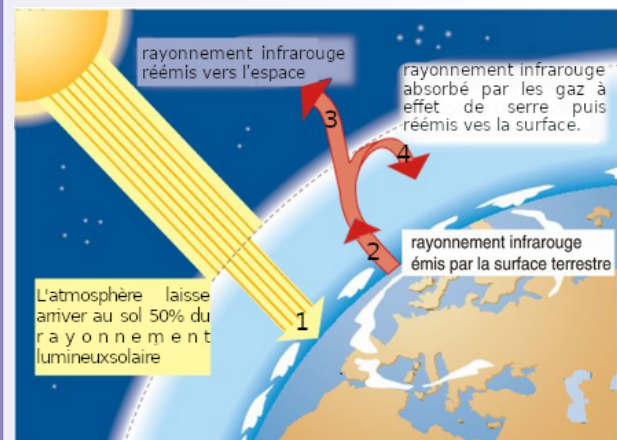 rayonnement infrarouge
réémis vers l'espace
rayonnement infrarouge
absorbé par les gaz à
effet de serre puis
réémis ves la surface.
3
4
2
rayonnement infrarouge
émis par la surface terrestre
L'atmosphère laisse
arriver au sol 50% du
rayonnement
lumineuxsolaire
1